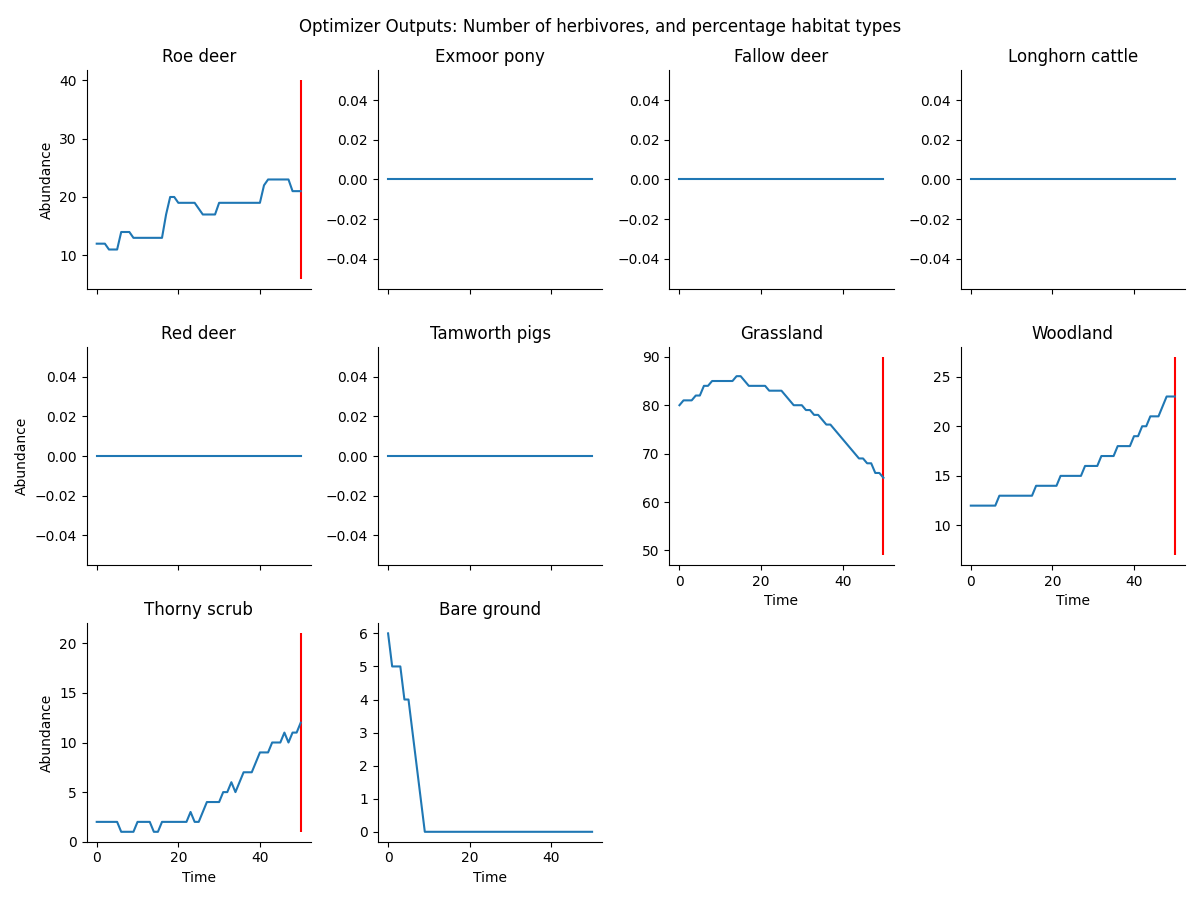 Optimizer Outputs: Number of herbivores, and percentage habitat types
Roe deer
Exmoor pony
Fallow deer
Longhorn cattle
Abundance
40
30
20
10
0.04
0.02
0.00
−0.02
−0.04
0.04
0.02
0.00
−0.02
−0.04
0.04
0.02
0.00
−0.02
−0.04
Red deer
Tamworth pigs
Grassland
Woodland
Abundance
0.04
0.02
0.00
−0.02
−0.04
0.04
0.02
0.00
−0.02
−0.04
90
80
70
60
50
0 20 40
Time
25
20
15
10
0 20 40
Time
Thorny scrub
Bare ground
Abundance
20
15
10
5
0
0 20 40
Time
6
5
4
3
2
1
0
0 20 40
Time